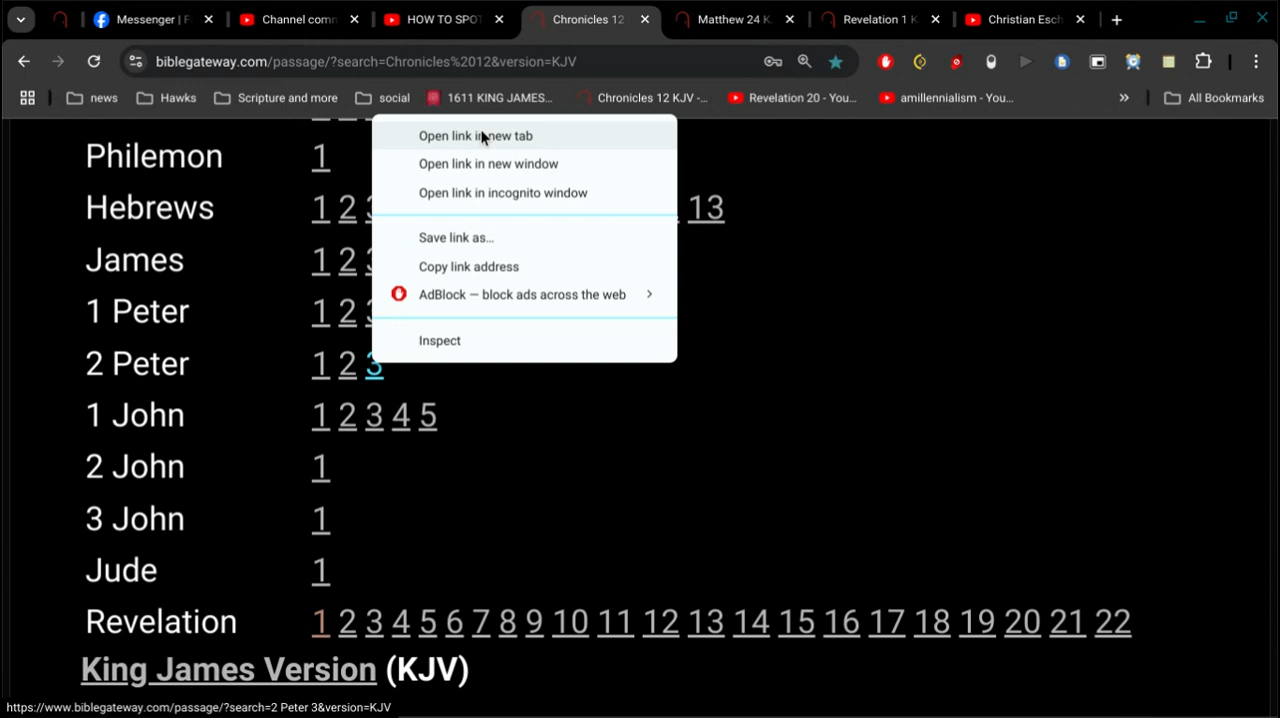 Messenger | F
Channel comm
HOW TO SPOT
Chronicles 12
Matthew 24 K
Revelation 1 K
Christian Esch
biblegateway.com/passage/?search=Chronicles%2012&version=KJV
news
Hawks
Scripture and more
social
1611 KING JAMES...
Chronicles 12 KJV -...
Revelation 20 - You...
amillennialism - You...
»
All Bookmarks
Open link in new tab
Open link in new window
Open link in incognito window
Save link as...
Copy link address
AdBlock — block ads across the web
Inspect
Philemon 1
Hebrews 1 2 3 13
James 1 2 3
1 Peter 1 2 3
2 Peter 1 2 3
1 John 1 2 3 4 5
2 John 1
3 John 1
Jude 1
Revelation 1 2 3 4 5 6 7 8 9 10 11 12 13 14 15 16 17 18 19 20 21 22
King James Version (KJV)
https://www.biblegateway.com/passage/?search=2 Peter 3&version=KJV